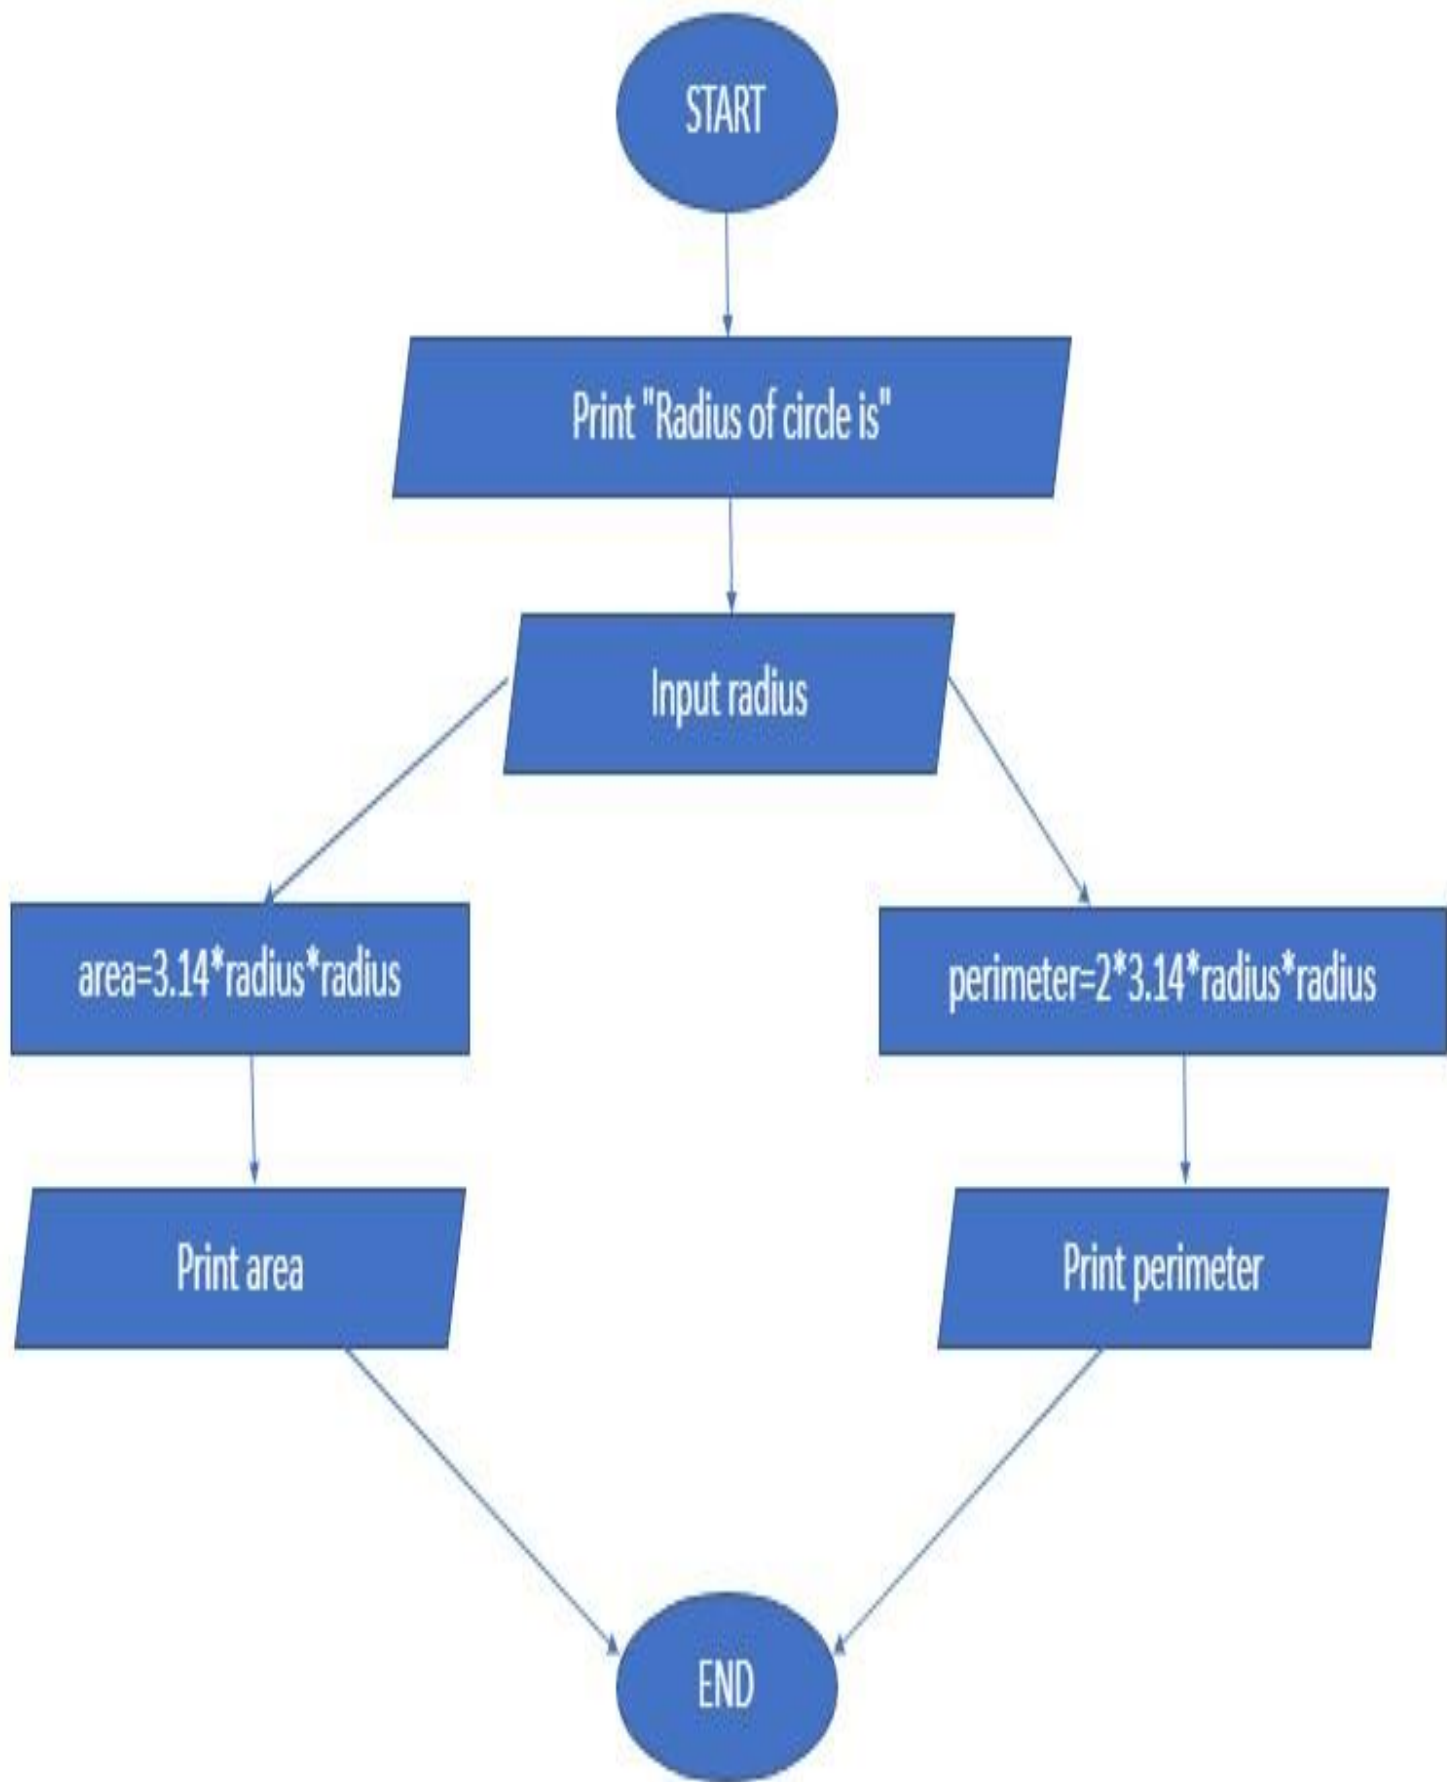 START
Print "Radius of circle is"
Input radius
area=3.14*radius*radius
perimeter=2*3.14*radius*radius
Print area
Print perimeter
END